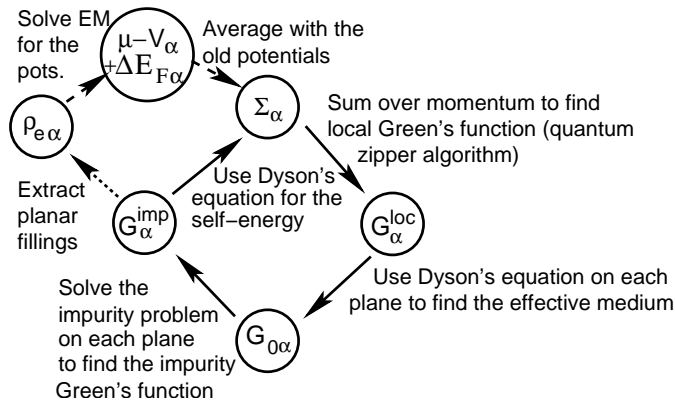 Solve EM
for the
pots.
μ−V_α
+ΔE_Fα
Average with the
old potentials
ρ_eα
Σ_α
Sum over momentum to find
local Green's function (quantum
zipper algorithm)
Extract
planar
fillings
G_α^imp
Use Dyson's
equation for the
self−energy
G_α^loc
Use Dyson's equation on each
plane to find the effective medium
Solve the
impurity problem
on each plane
to find the impurity
Green's function
G_0α